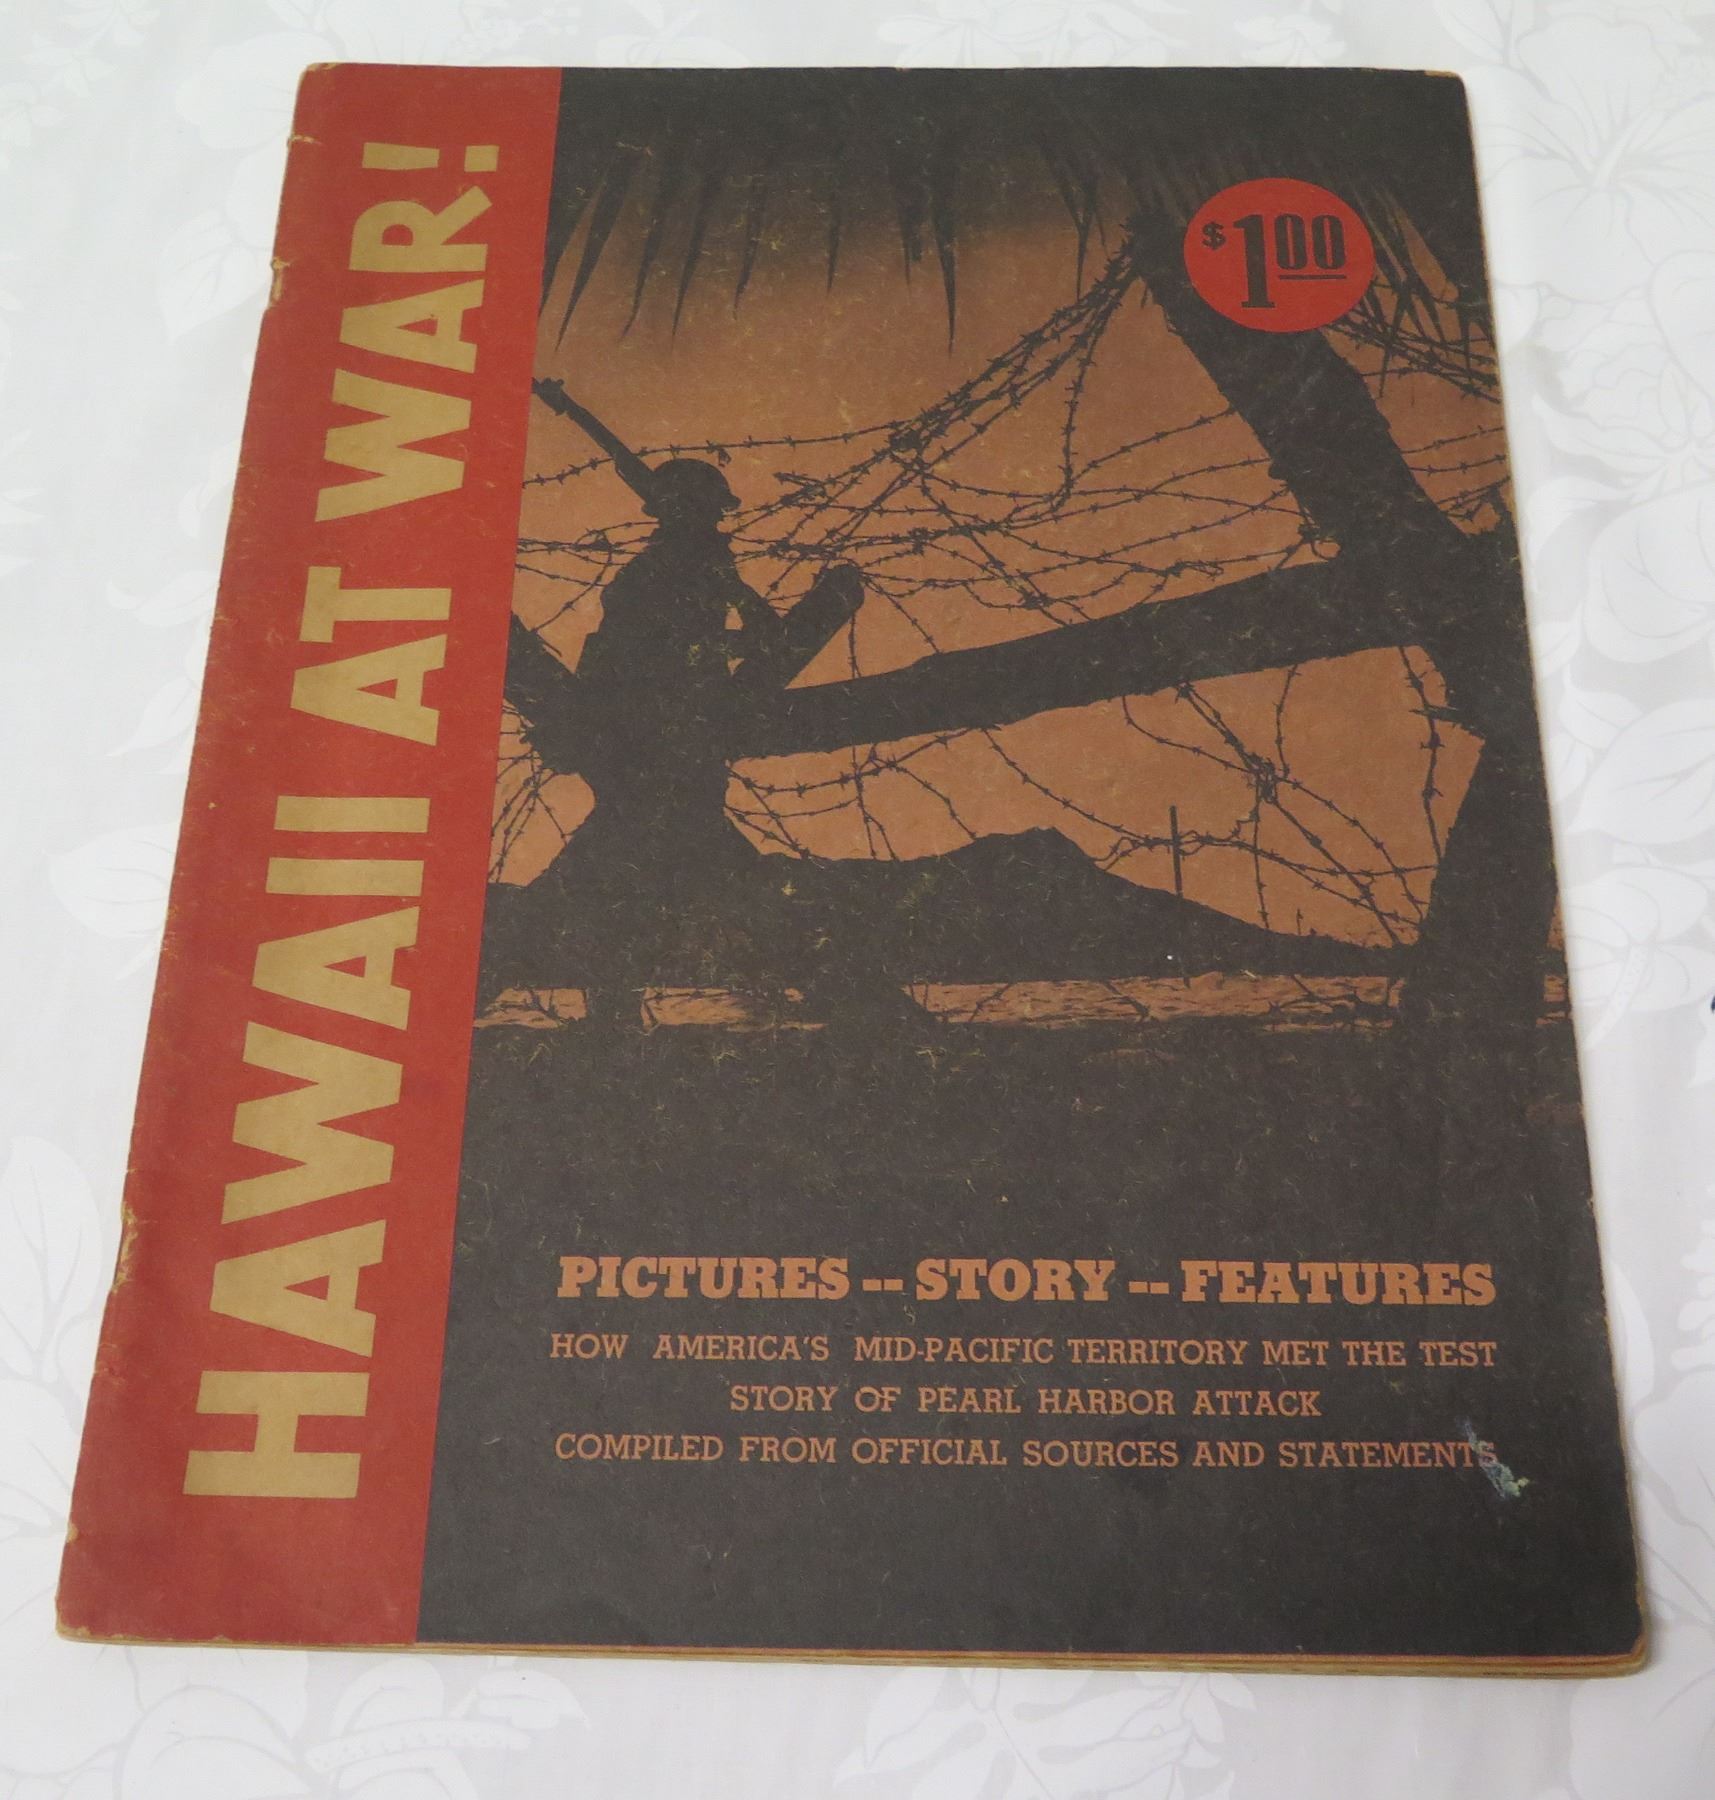 HAWAII AT WAR!
$1.00
PICTURES -- STORY -- FEATURES
HOW AMERICA'S MID-PACIFIC TERRITORY MET THE TEST
STORY OF PEARL HARBOR ATTACK
COMPILED FROM OFFICIAL SOURCES AND STATEMENTS